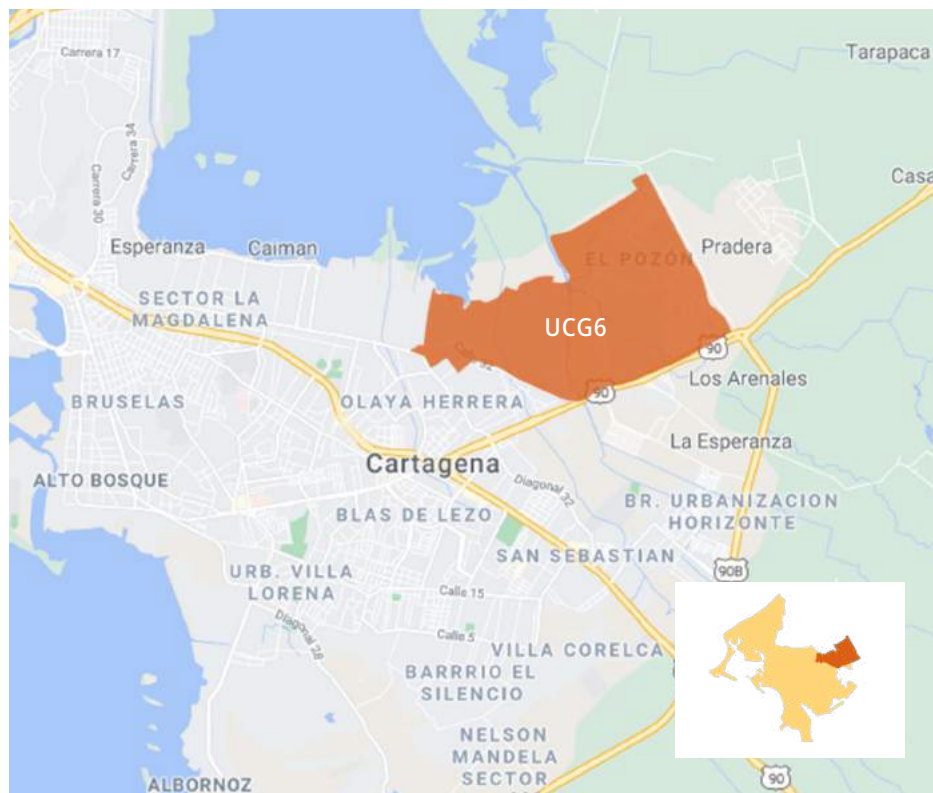 Carrera 17
Tarapaca
Carrera 34
Carrera 30
Casa
Esperanza
Caiman
Pradera
EL POZÓN
SECTOR LA
MAGDALENA
UCG6
90
Los Arenales
90
BRUSELAS
OLAYA HERRERA
La Esperanza
Cartagena
ALTO BOSQUE
Diagonal 32
BR. URBANIZACION
HORIZONTE
BLAS DE LEZO
SAN SEBASTIAN
URB. VILLA
LORENA
90B
Calle 15
Diagonal 28
Calle 5
VILLA CORELCA
BARRRIO EL
SILENCIO
NELSON
MANDELA
SECTOR
ALBORNOZ
90